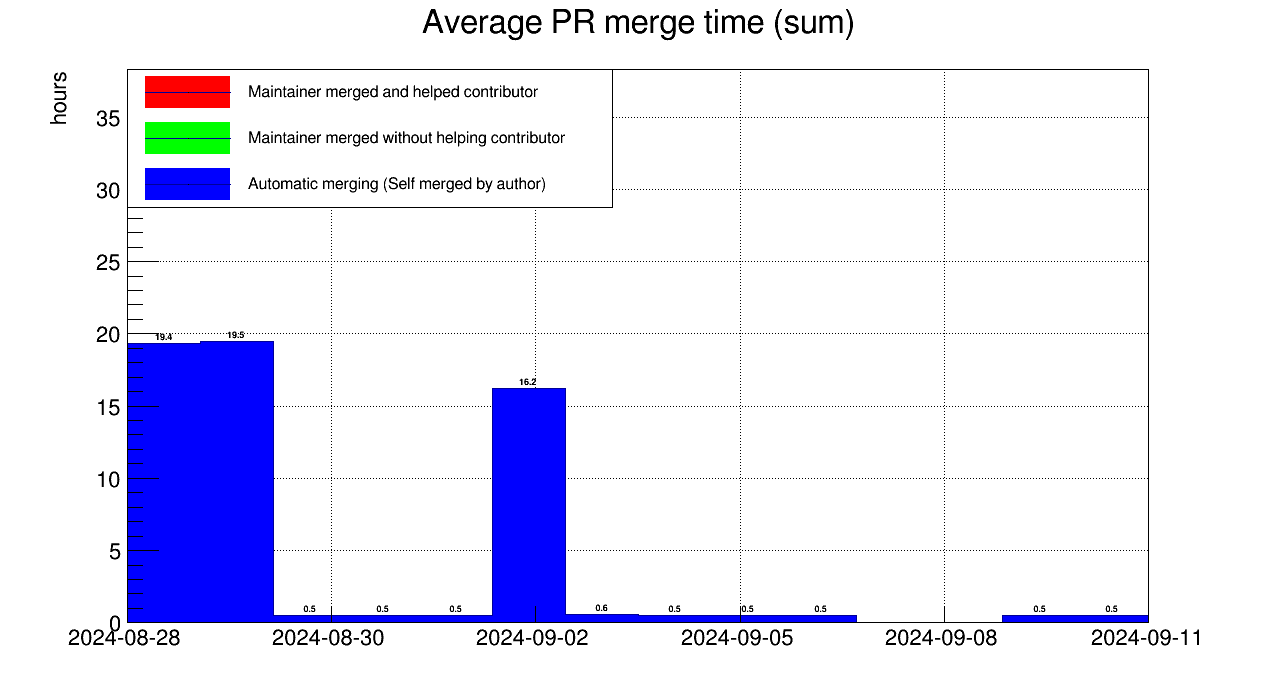 Average PR merge time (sum)
hours
Maintainer merged and helped contributor
Maintainer merged without helping contributor
Automatic merging (Self merged by author)
35
30
25
20
15
10
5
0
19.4 19.5 0.5 0.5 0.5 16.2 0.6 0.5 0.5 0.5 0.5 0.5
2024-08-28 2024-08-30 2024-09-02 2024-09-05 2024-09-08 2024-09-11